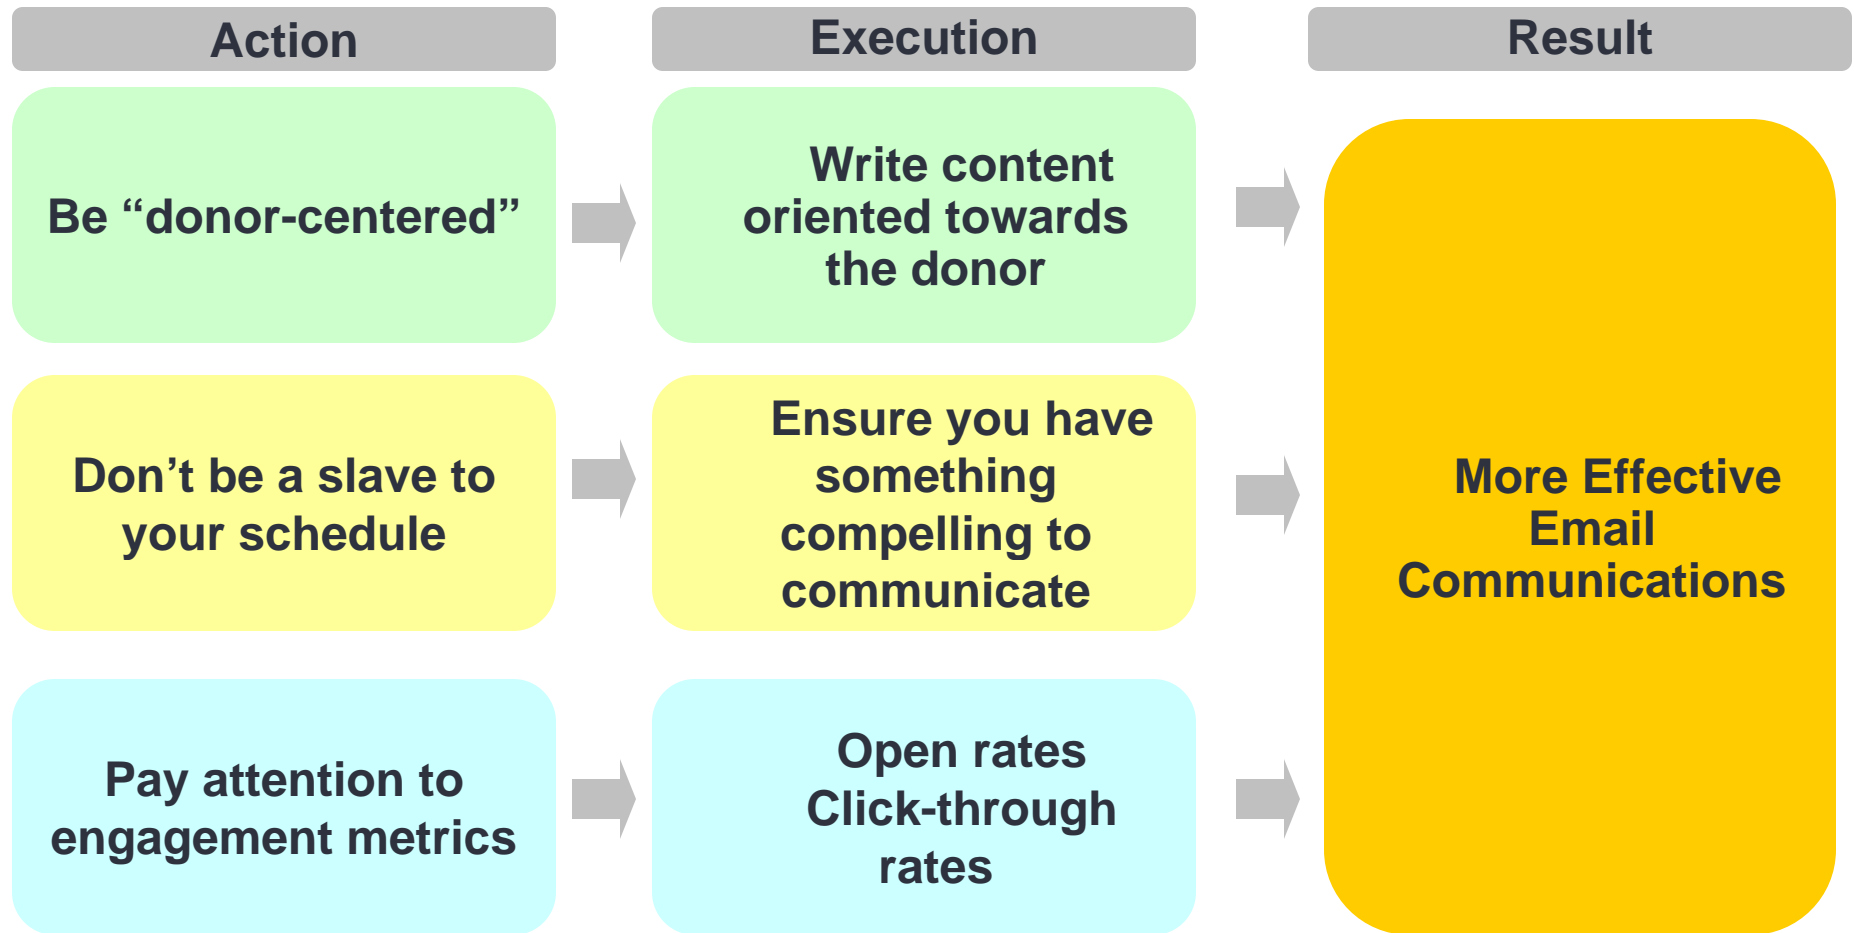 Action
Execution
Result
Be “donor-centered”
Write content
oriented towards
the donor
Don’t be a slave to
your schedule
Ensure you have
something
compelling to
communicate
Pay attention to
engagement metrics
Open rates
Click-through
rates
More Effective
Email
Communications